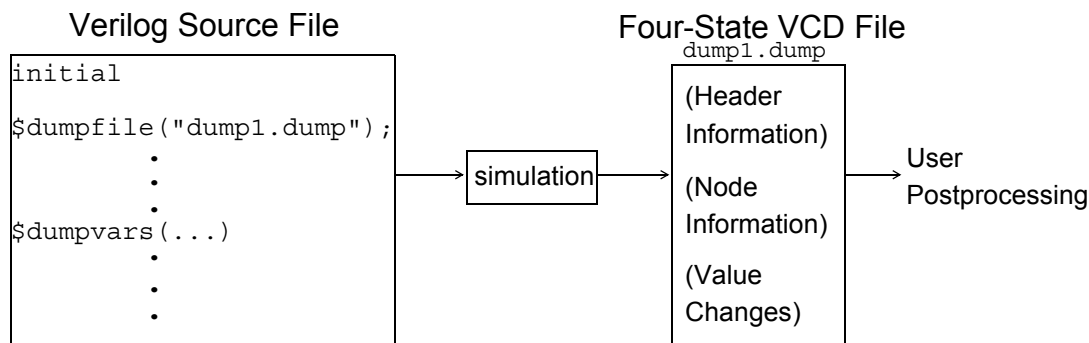 Verilog Source File
initial
$dumpfile("dump1.dump");
$dumpvars(...)
simulation
Four-State VCD File
dump1.dump
(Header
Information)
(Node
Information)
(Value
Changes)
User
Postprocessing